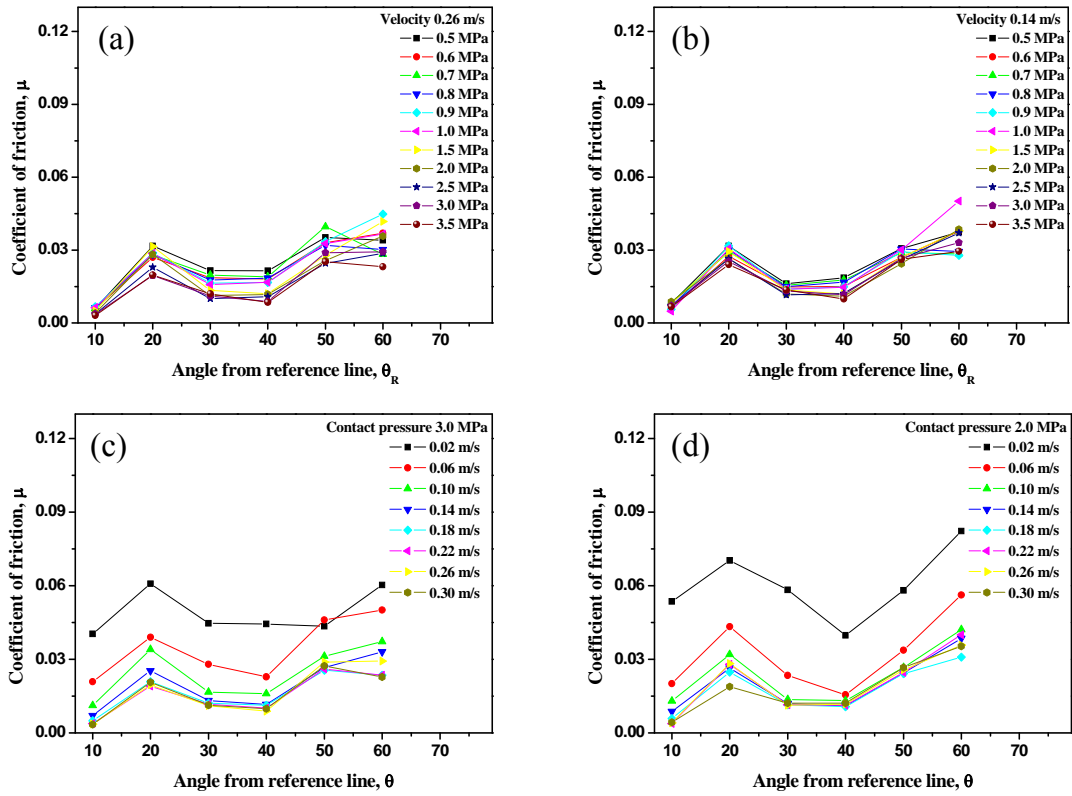 (a)
Velocity 0.26 m/s
0.5 MPa
0.6 MPa
0.7 MPa
0.8 MPa
0.9 MPa
1.0 MPa
1.5 MPa
2.0 MPa
2.5 MPa
3.0 MPa
3.5 MPa
0.12
0.09
0.06
0.03
0.00
Coefficient of friction, μ
10 20 30 40 50 60 70
Angle from reference line, θR
(b)
Velocity 0.14 m/s
0.5 MPa
0.6 MPa
0.7 MPa
0.8 MPa
0.9 MPa
1.0 MPa
1.5 MPa
2.0 MPa
2.5 MPa
3.0 MPa
3.5 MPa
0.12
0.09
0.06
0.03
0.00
Coefficient of friction, μ
10 20 30 40 50 60 70
Angle from reference line, θR
(c)
Contact pressure 3.0 MPa
0.02 m/s
0.06 m/s
0.10 m/s
0.14 m/s
0.18 m/s
0.22 m/s
0.26 m/s
0.30 m/s
0.12
0.09
0.06
0.03
0.00
Coefficient of friction, μ
10 20 30 40 50 60 70
Angle from reference line, θ
(d)
Contact pressure 2.0 MPa
0.02 m/s
0.06 m/s
0.10 m/s
0.14 m/s
0.18 m/s
0.22 m/s
0.26 m/s
0.30 m/s
0.12
0.09
0.06
0.03
0.00
Coefficient of friction, μ
10 20 30 40 50 60 70
Angle from reference line, θ